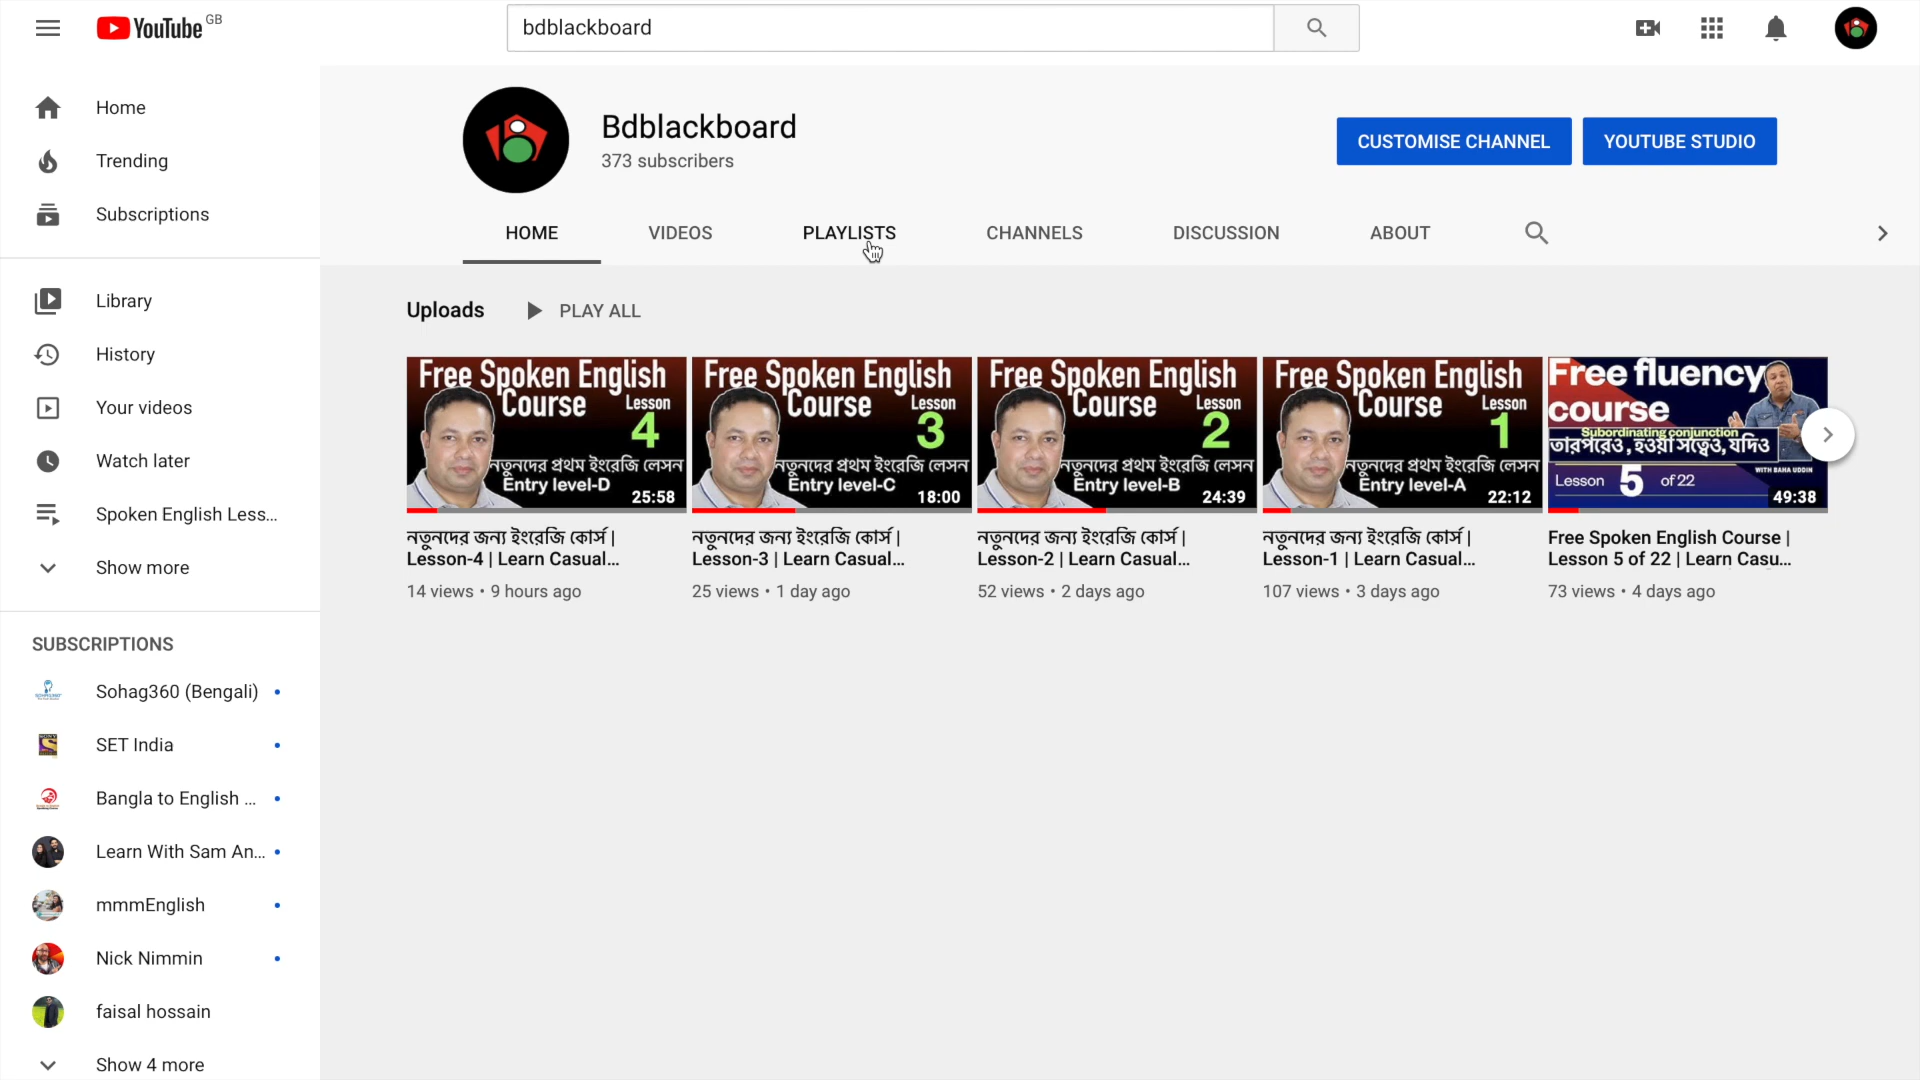 YouTube GB
bdblackboard
Home
Trending
Subscriptions
Library
History
Your videos
Watch later
Spoken English Less...
Show more
SUBSCRIPTIONS
Sohag360 (Bengali)
SET India
Bangla to English ...
Learn With Sam An...
mmmEnglish
Nick Nimmin
faisal hossain
Show 4 more
Bdblackboard
373 subscribers
CUSTOMISE CHANNEL
YOUTUBE STUDIO
HOME
VIDEOS
PLAYLISTS
CHANNELS
DISCUSSION
ABOUT
Uploads
PLAY ALL
Free Spoken English
Course
Lesson
4
নতুনদের প্রথম ইংরেজি লেসন
Entry level-D
25:58
নতুনদের জন্য ইংরেজি কোর্স |
Lesson-4 | Learn Casual...
14 views • 9 hours ago
Free Spoken English
Course
Lesson
3
নতুনদের প্রথম ইংরেজি লেসন
Entry level-C
18:00
নতুনদের জন্য ইংরেজি কোর্স |
Lesson-3 | Learn Casual...
25 views • 1 day ago
Free Spoken English
Course
Lesson
2
নতুনদের প্রথম ইংরেজি লেসন
Entry level-B
24:39
নতুনদের জন্য ইংরেজি কোর্স |
Lesson-2 | Learn Casual...
52 views • 2 days ago
Free Spoken English
Course
Lesson
1
নতুনদের প্রথম ইংরেজি লেসন
Entry level-A
22:12
নতুনদের জন্য ইংরেজি কোর্স |
Lesson-1 | Learn Casual...
107 views • 3 days ago
Free fluency
course
Subordinating conjunction
তারপরেও, হওয়া সত্বেও, যদিও
WITH BAHA UDDIN
Lesson 5 of 22
49:38
Free Spoken English Course |
Lesson 5 of 22 | Learn Casu...
73 views • 4 days ago